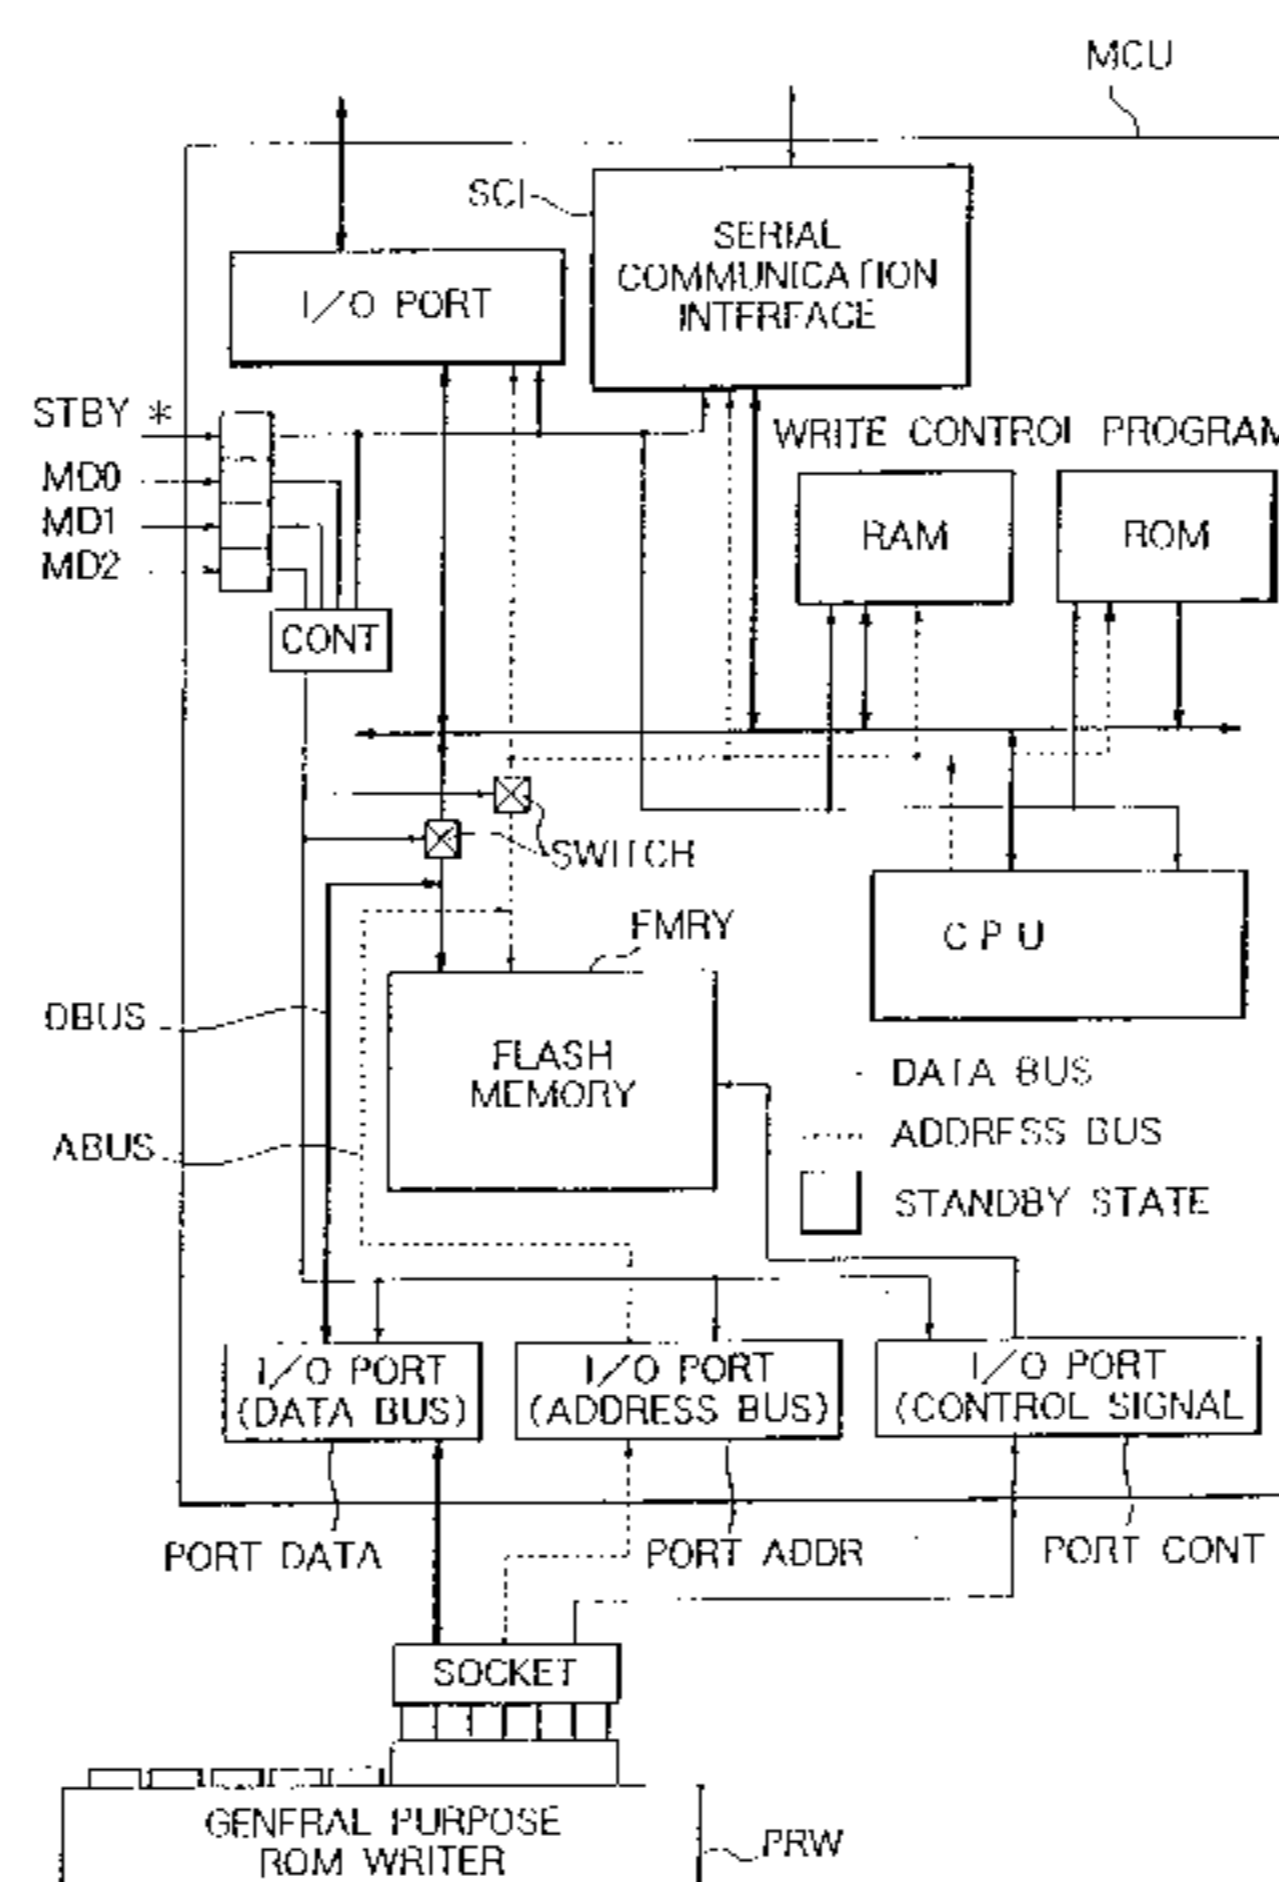 MCU
SCI
SERIAL
COMMUNICATION
INTERFACE
I/O PORT
STBY *
MD0
MD1
MD2
WRITE CONTROL PROGRAM
RAM
ROM
CONT
SWITCH
CPU
FMRY
FLASH
MEMORY
DBUS
ABUS
DATA BUS
ADDRESS BUS
STANDBY STATE
I/O PORT
(DATA BUS)
I/O PORT
(ADDRESS BUS)
I/O PORT
(CONTROL SIGNAL
PORT DATA
PORT ADDR
PORT CONT
SOCKET
GENERAL PURPOSE
ROM WRITER
PRW